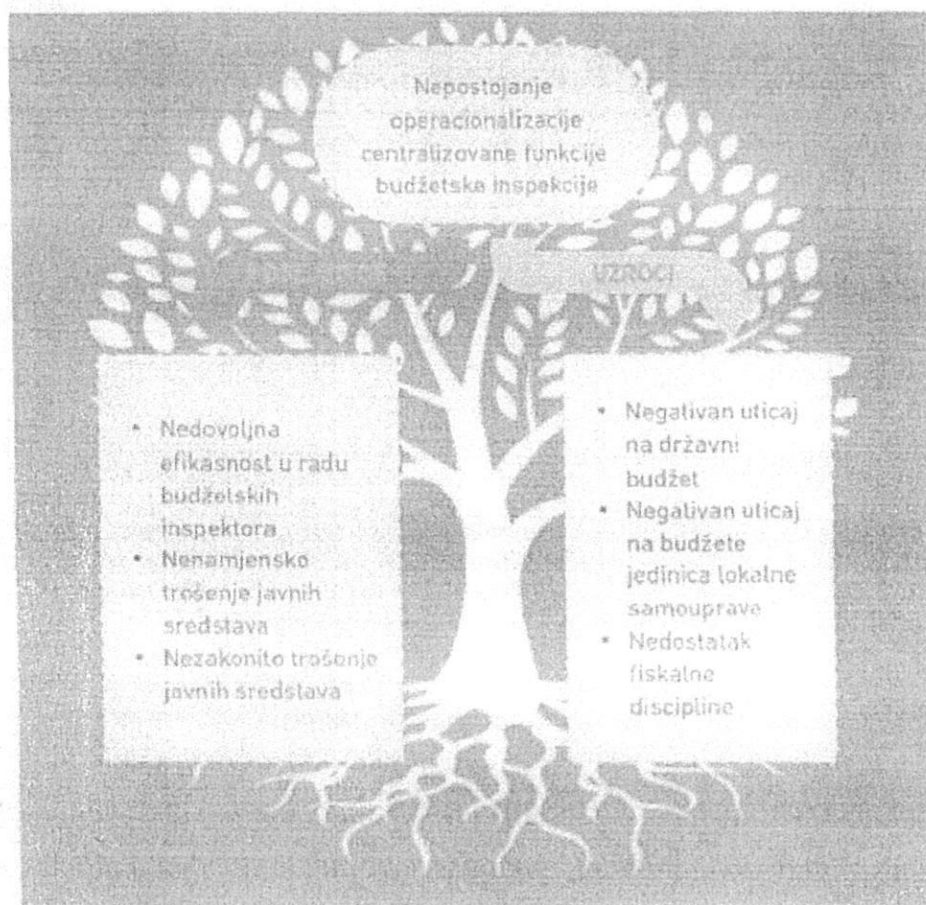 Nepostojanje
operacionalizacije
centralizovane funkcije
budžetske inspekcije
UZROCI
• Nedovoljna
efikasnost u radu
budžetskih
inspektora
• Nenamjensko
trošenje javnih
sredstava
• Nezakonito trošenje
javnih sredstava
• Negativan uticaj
na državni
budžet
• Negativan uticaj
na budžete
jedinica lokalne
samouprave
• Nedostatak
fiskalne
discipline